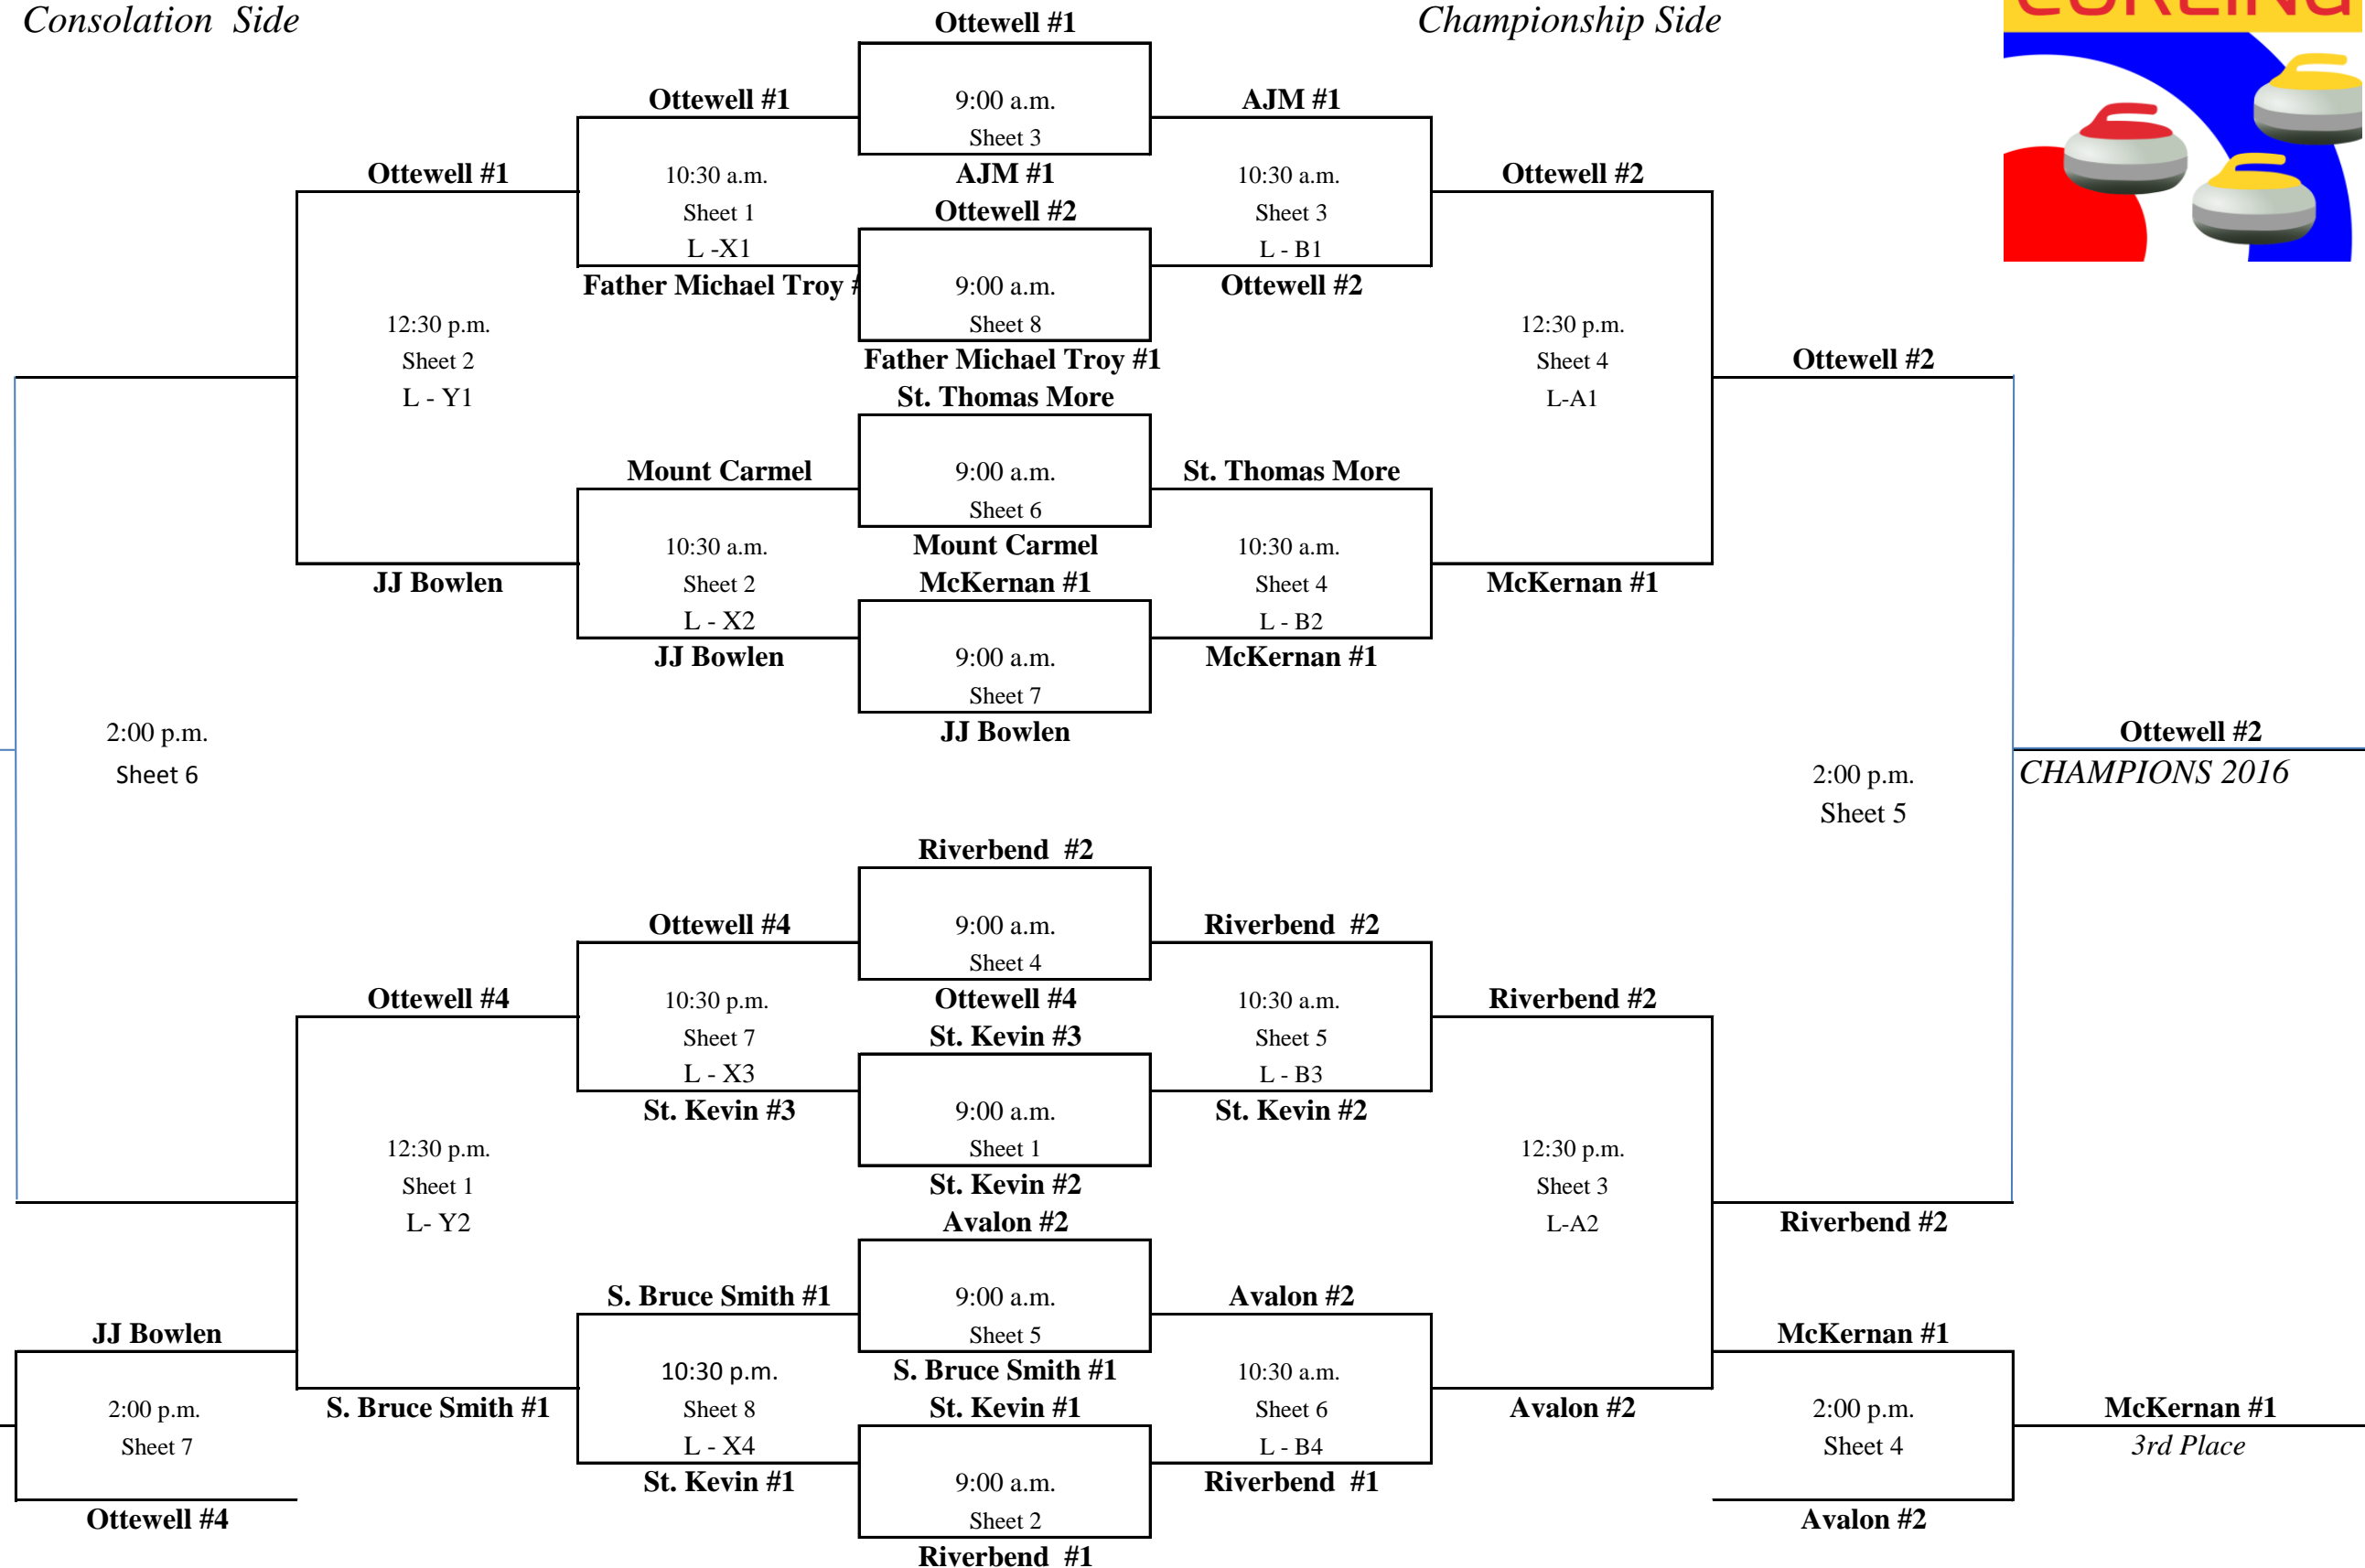 Consolation Side
Ottewell #1
Championship Side
CURLING
Ottewell #1
9:00 a.m.
AJM #1
Sheet 3
Ottewell #1
10:30 a.m.
AJM #1
10:30 a.m.
Ottewell #2
Sheet 1
Ottewell #2
Sheet 3
L -X1
L - B1
Father Michael Troy #
9:00 a.m.
Ottewell #2
12:30 p.m.
Sheet 8
12:30 p.m.
Sheet 2
Father Michael Troy #1
Sheet 4
Ottewell #2
L - Y1
St. Thomas More
L-A1
Mount Carmel
9:00 a.m.
St. Thomas More
Sheet 6
10:30 a.m.
Mount Carmel
10:30 a.m.
JJ Bowlen
Sheet 2
McKernan #1
Sheet 4
McKernan #1
L - X2
L - B2
JJ Bowlen
9:00 a.m.
McKernan #1
Sheet 7
2:00 p.m.
JJ Bowlen
Ottewell #2
Sheet 6
2:00 p.m.
CHAMPIONS 2016
Sheet 5
Riverbend #2
Ottewell #4
9:00 a.m.
Riverbend #2
Sheet 4
Ottewell #4
10:30 p.m.
Ottewell #4
10:30 a.m.
Riverbend #2
Sheet 7
St. Kevin #3
Sheet 5
L - X3
L - B3
St. Kevin #3
9:00 a.m.
St. Kevin #2
12:30 p.m.
Sheet 1
12:30 p.m.
Sheet 1
St. Kevin #2
Sheet 3
L- Y2
Avalon #2
L-A2
Riverbend #2
S. Bruce Smith #1
9:00 a.m.
Avalon #2
JJ Bowlen
Sheet 5
McKernan #1
10:30 p.m.
S. Bruce Smith #1
10:30 a.m.
2:00 p.m.
S. Bruce Smith #1
Sheet 8
St. Kevin #1
Sheet 6
Avalon #2
2:00 p.m.
McKernan #1
Sheet 7
L - X4
L - B4
Sheet 4
3rd Place
St. Kevin #1
9:00 a.m.
Riverbend #1
Ottewell #4
Sheet 2
Avalon #2
Riverbend #1